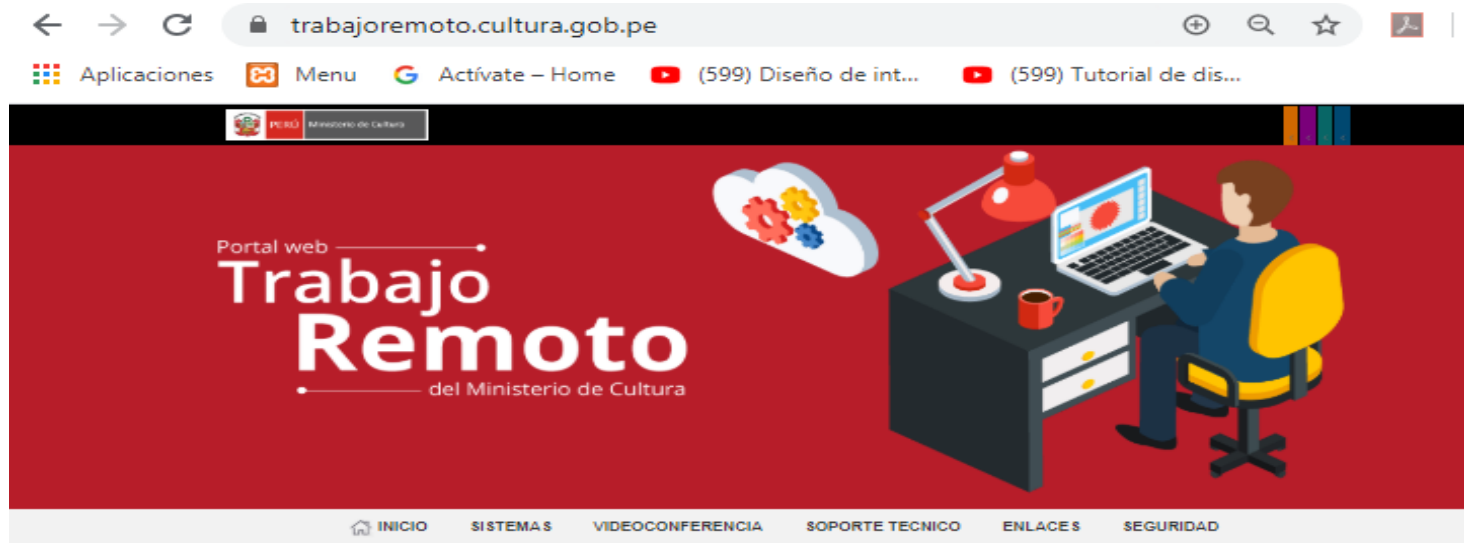 trabajoremoto.cultura.gob.pe
Aplicaciones Menu Actívate – Home (599) Diseño de int... (599) Tutorial de dis...
PERÚ Ministerio de Cultura
Portal web
Trabajo
Remoto
del Ministerio de Cultura
INICIO SISTEMAS VIDEOCONFERENCIA SOPORTE TECNICO ENLACES SEGURIDAD